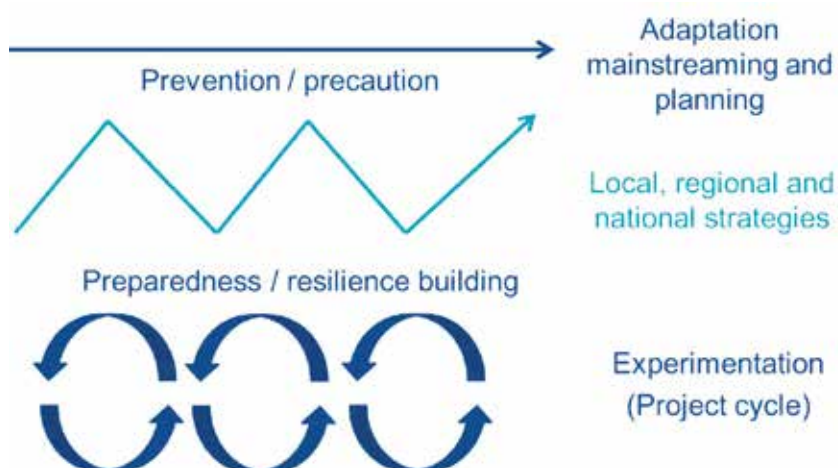 Adaptation
mainstreaming and
planning
Prevention / precaution
Local, regional and
national strategies
Preparedness / resilience building
Experimentation
(Project cycle)